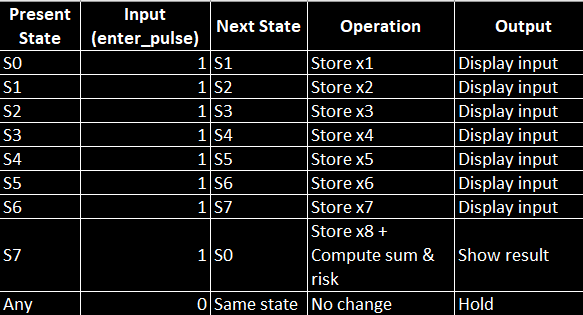 Present State Input (enter_pulse) Next State Operation Output
S0 1 S1 Store x1 Display input
S1 1 S2 Store x2 Display input
S2 1 S3 Store x3 Display input
S3 1 S4 Store x4 Display input
S4 1 S5 Store x5 Display input
S5 1 S6 Store x6 Display input
S6 1 S7 Store x7 Display input
S7 1 S0 Store x8 + Compute sum & risk Show result
Any 0 Same state No change Hold